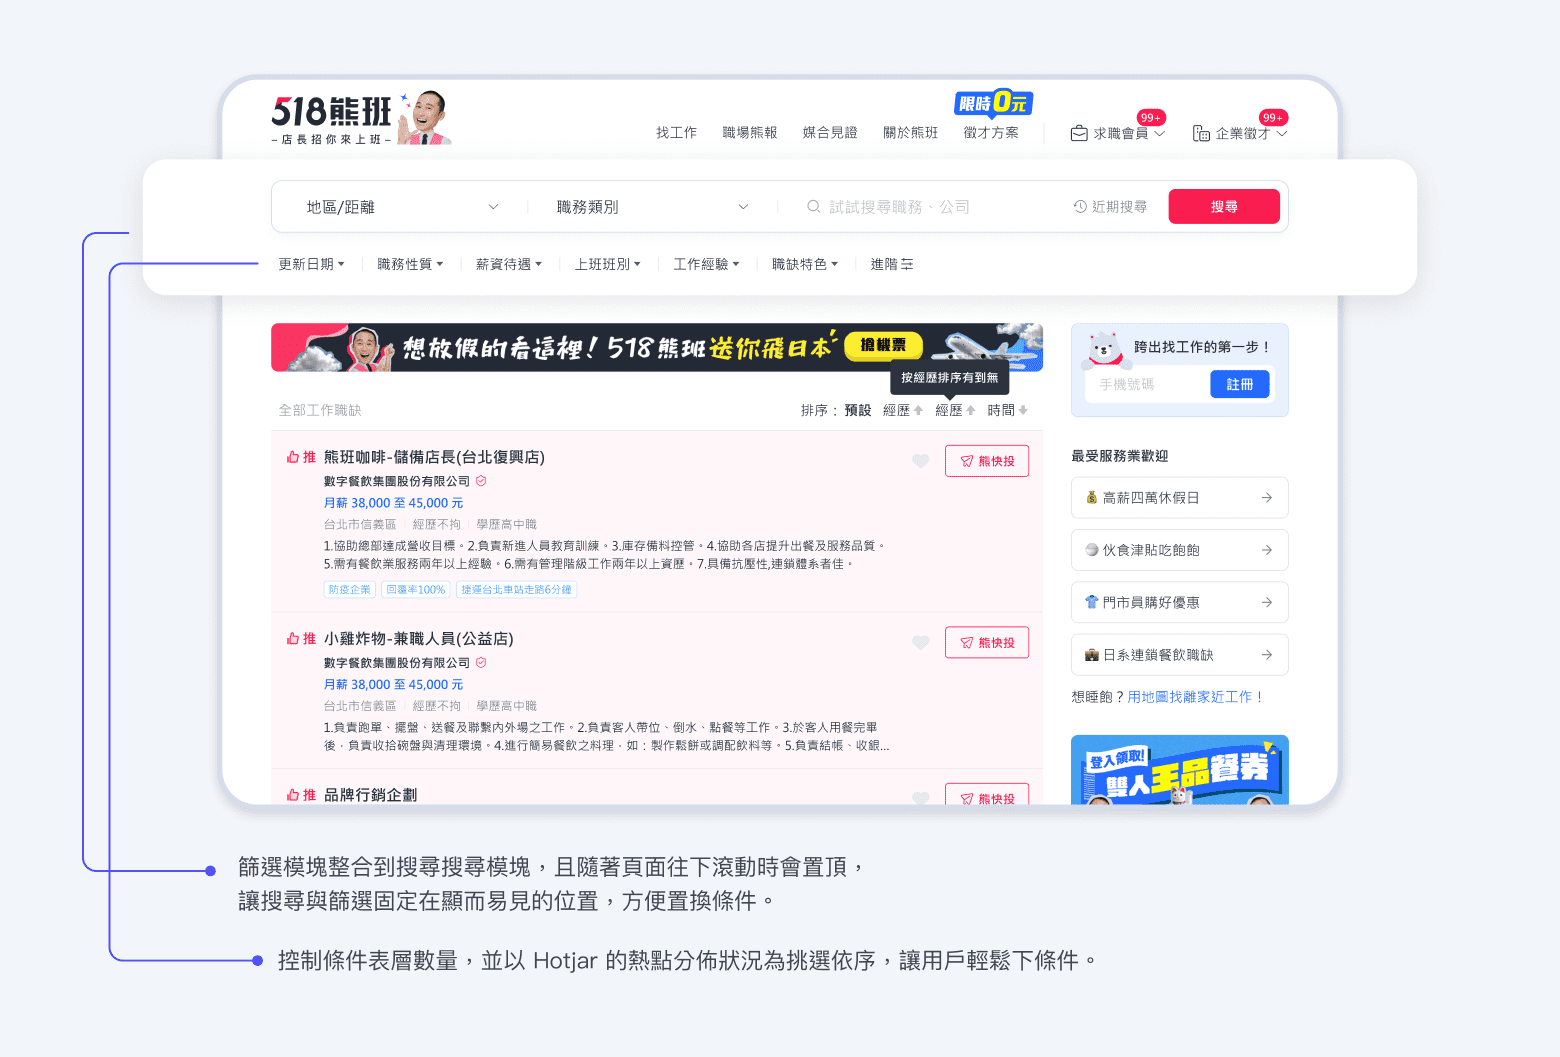 518熊班
–店長招你來上班–
找工作
職場熊報
媒合見證
關於熊班
限時0元
徵才方案
99+
求職會員
99+
企業徵才
地區/距離
職務類別
試試搜尋職務、公司
近期搜尋
搜尋
更新日期
職務性質
薪資待遇
上班班別
工作經驗
職缺特色
進階
想放假的看這裡！518熊班送你飛日本
搶機票
按經歷排序有到無
全部工作職缺
排序：預設 經歷 經歷 時間
推 熊班咖啡-儲備店長(台北復興店)
熊快投
數字餐飲集團股份有限公司
月薪 38,000 至 45,000 元
台北市信義區 經歷不拘 學歷高中職
1.協助總部達成營收目標。2.負責新進人員教育訓練。3.庫存備料控管。4.協助各店提升出餐及服務品質。
5.需有餐飲業服務兩年以上經驗。6.需有管理階級工作兩年以上資歷。7.具備抗壓性,連鎖體系者佳。
防疫企業 回覆率100% 捷運台北車站走路6分鐘
推 小雞炸物-兼職人員(公益店)
熊快投
數字餐飲集團股份有限公司
月薪 38,000 至 45,000 元
台北市信義區 經歷不拘 學歷高中職
1.負責跑單、擺盤、送餐及聯繫內外場之工作。2.負責客人帶位、倒水、點餐等工作。3.於客人用餐完畢
後，負責收拾碗盤與清理環境。4.進行簡易餐飲之料理，如：製作鬆餅或調配飲料等。5.負責結帳、收銀...
推 品牌行銷企劃
熊快投
跨出找工作的第一步！
手機號碼
註冊
最受服務業歡迎
高薪四萬休假日
伙食津貼吃飽飽
門市員購好優惠
日系連鎖餐飲職缺
想睡飽？用地圖找離家近工作！
登入領取!
雙人王品餐券
篩選模塊整合到搜尋搜尋模塊，且隨著頁面往下滾動時會置頂，
讓搜尋與篩選固定在顯而易見的位置，方便置換條件。
控制條件表層數量，並以 Hotjar 的熱點分佈狀況為挑選依序，讓用戶輕鬆下條件。